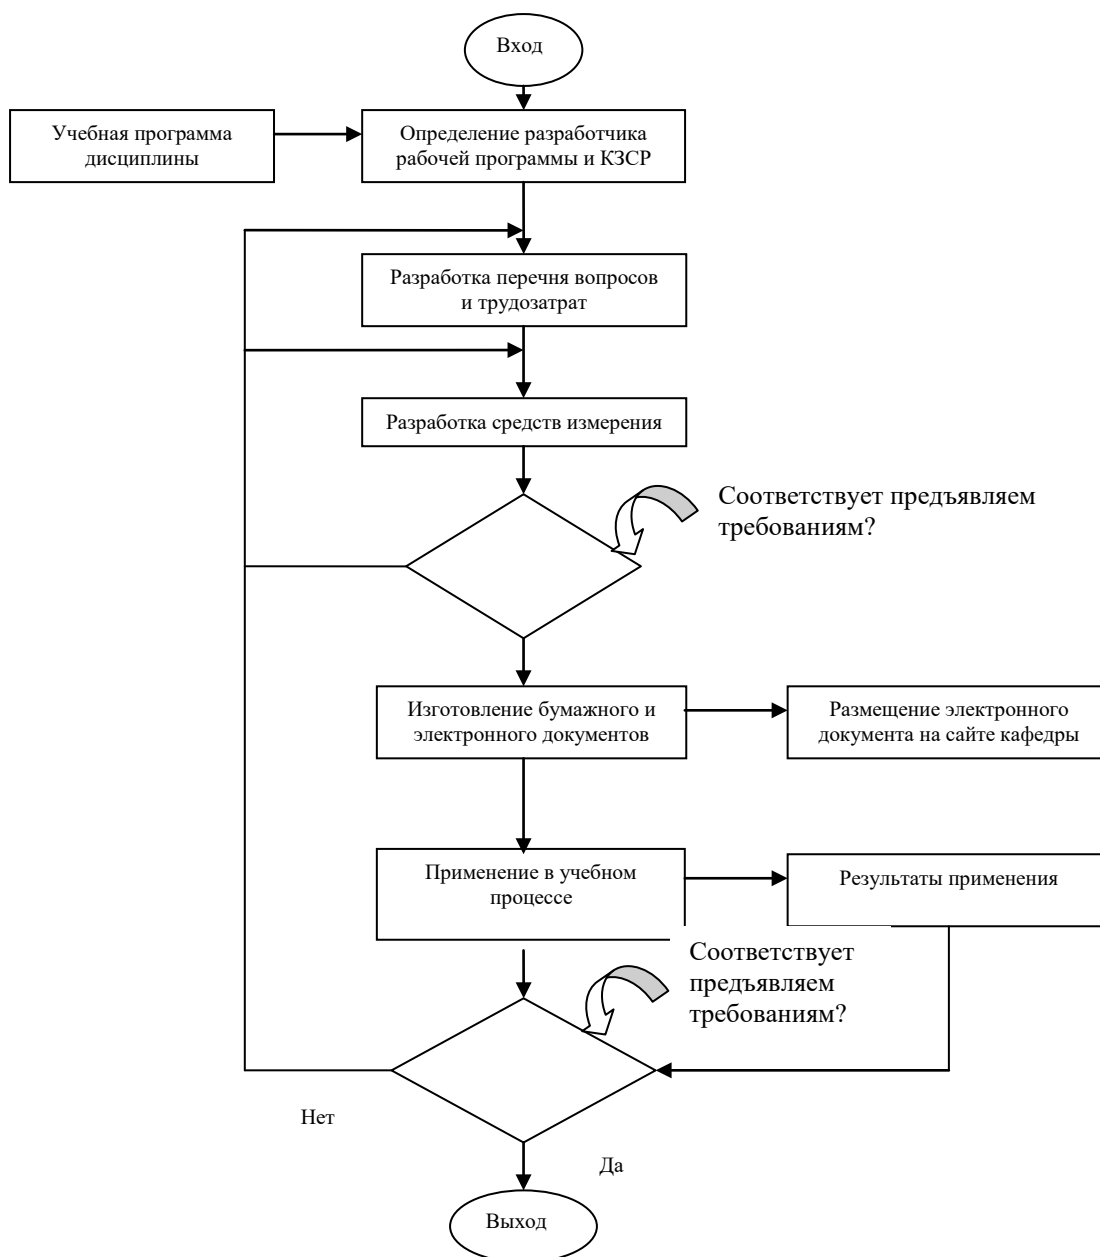 Вход
Учебная программа
дисциплины
Определение разработчика
рабочей программы и КЗСР
Разработка перечня вопросов
и трудозатрат
Разработка средств измерения
Соответствует предъявляем
требованиям?
Изготовление бумажного и
электронного документов
Размещение электронного
документа на сайте кафедры
Применение в учебном
процессе
Результаты применения
Соответствует
предъявляем
требованиям?
Нет
Да
Выход